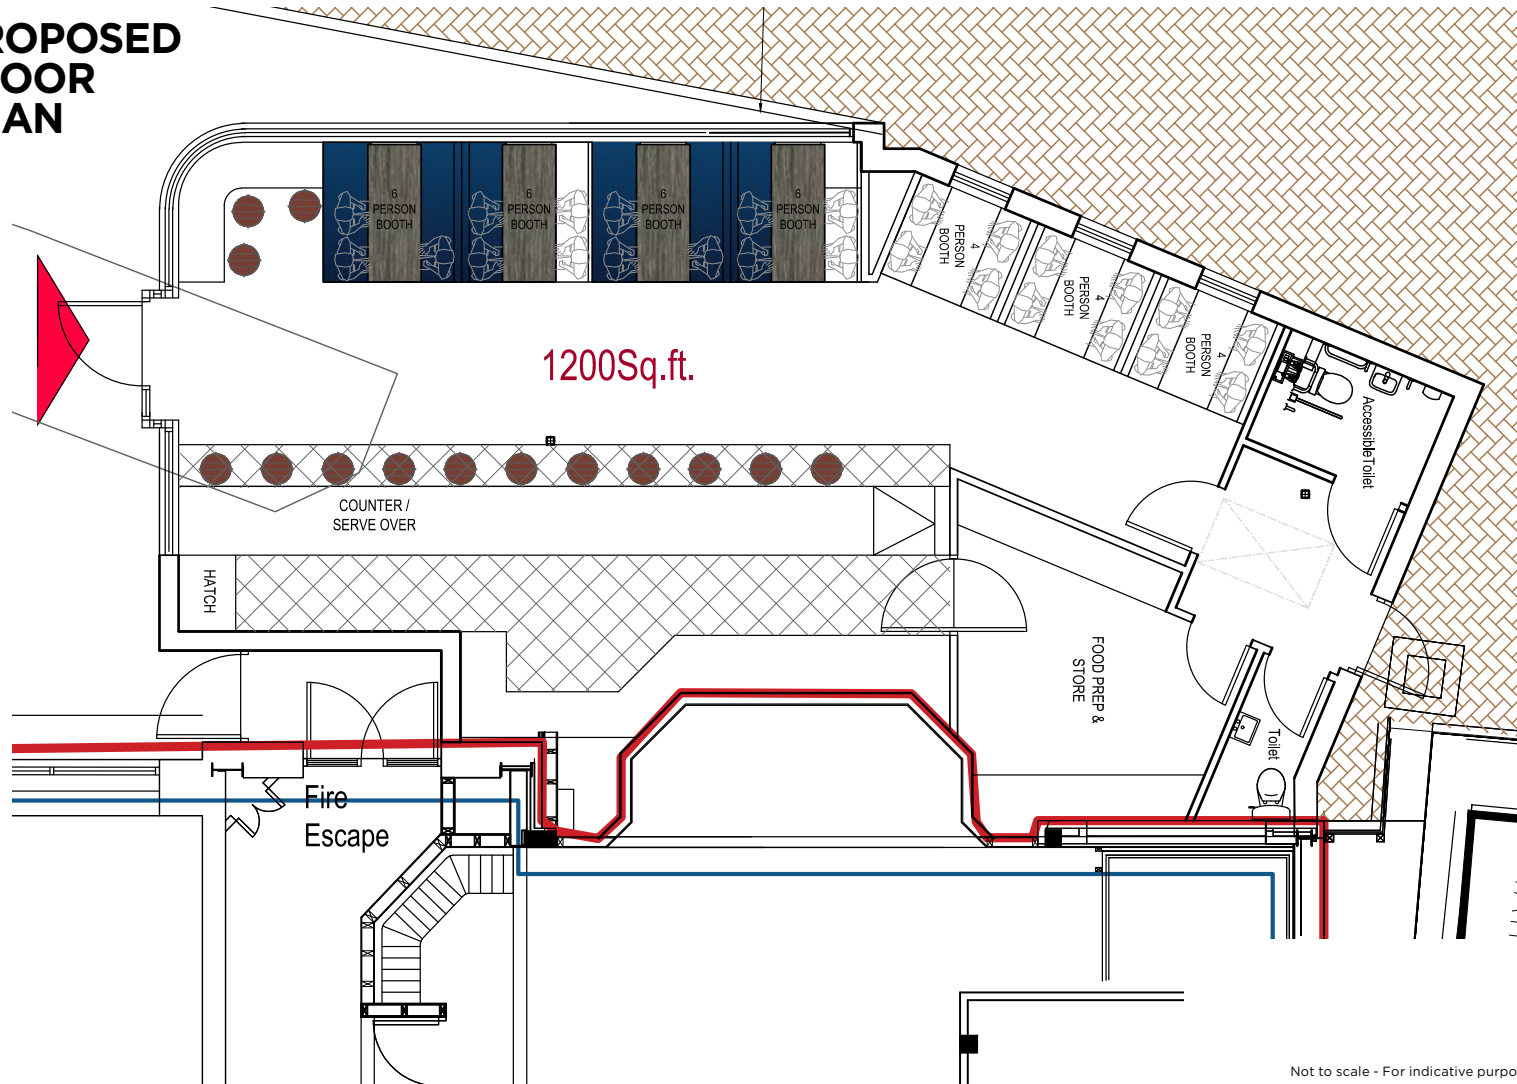 ROPOSED
OOR
AN
6
PERSON
BOOTH
6
PERSON
BOOTH
6
PERSON
BOOTH
6
PERSON
BOOTH
4
PERSON
BOOTH
4
PERSON
BOOTH
4
PERSON
BOOTH
1200Sq.ft.
AccessibleToilet
COUNTER /
SERVE OVER
HATCH
FOOD PREP &
STORE
Toilet
Fire
Escape
Not to scale - For indicative purpo